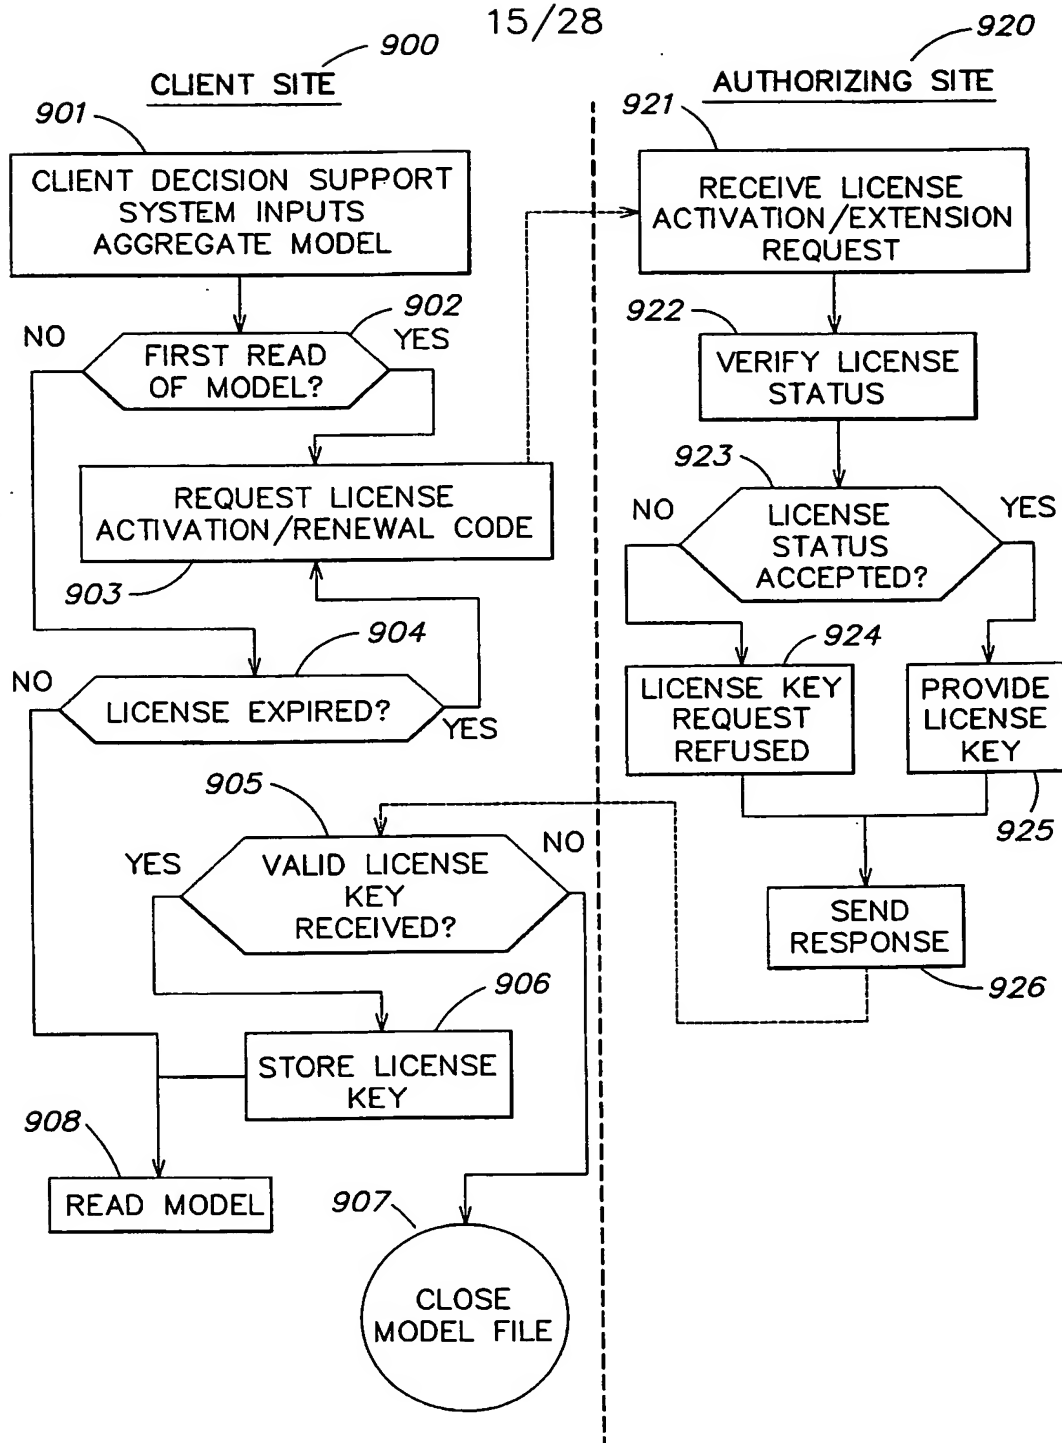 15/28
900
CLIENT SITE
901
CLIENT DECISION SUPPORT
SYSTEM INPUTS
AGGREGATE MODEL
902
NO
YES
FIRST READ
OF MODEL?
REQUEST LICENSE
ACTIVATION/RENEWAL CODE
903
904
NO
LICENSE EXPIRED?
YES
905
YES
NO
VALID LICENSE
KEY
RECEIVED?
906
STORE LICENSE
KEY
908
READ MODEL
907
CLOSE
MODEL FILE
920
AUTHORIZING SITE
921
RECEIVE LICENSE
ACTIVATION/EXTENSION
REQUEST
922
VERIFY LICENSE
STATUS
923
NO
YES
LICENSE
STATUS
ACCEPTED?
924
LICENSE KEY
REQUEST
REFUSED
PROVIDE
LICENSE
KEY
925
SEND
RESPONSE
926